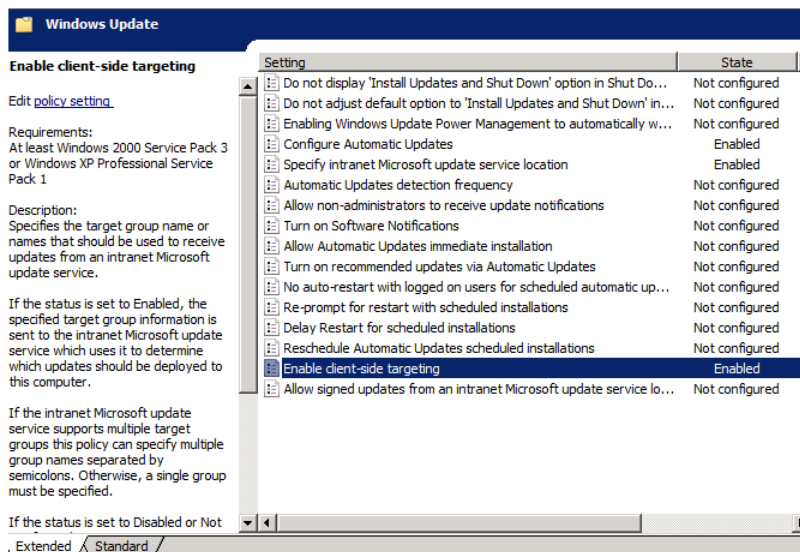 Windows Update
Enable client-side targeting
Edit policy setting
Requirements:
At least Windows 2000 Service Pack 3
or Windows XP Professional Service
Pack 1
Description:
Specifies the target group name or
names that should be used to receive
updates from an intranet Microsoft
update service.
If the status is set to Enabled, the
specified target group information is
sent to the intranet Microsoft update
service which uses it to determine
which updates should be deployed to
this computer.
If the intranet Microsoft update
service supports multiple target
groups this policy can specify multiple
group names separated by
semicolons. Otherwise, a single group
must be specified.
If the status is set to Disabled or Not
Setting State
Do not display 'Install Updates and Shut Down' option in Shut Do... Not configured
Do not adjust default option to 'Install Updates and Shut Down' in... Not configured
Enabling Windows Update Power Management to automatically w... Not configured
Configure Automatic Updates Enabled
Specify intranet Microsoft update service location Enabled
Automatic Updates detection frequency Not configured
Allow non-administrators to receive update notifications Not configured
Turn on Software Notifications Not configured
Allow Automatic Updates immediate installation Not configured
Turn on recommended updates via Automatic Updates Not configured
No auto-restart with logged on users for scheduled automatic up... Not configured
Re-prompt for restart with scheduled installations Not configured
Delay Restart for scheduled installations Not configured
Reschedule Automatic Updates scheduled installations Not configured
Enable client-side targeting Enabled
Allow signed updates from an intranet Microsoft update service lo... Not configured
Extended Standard